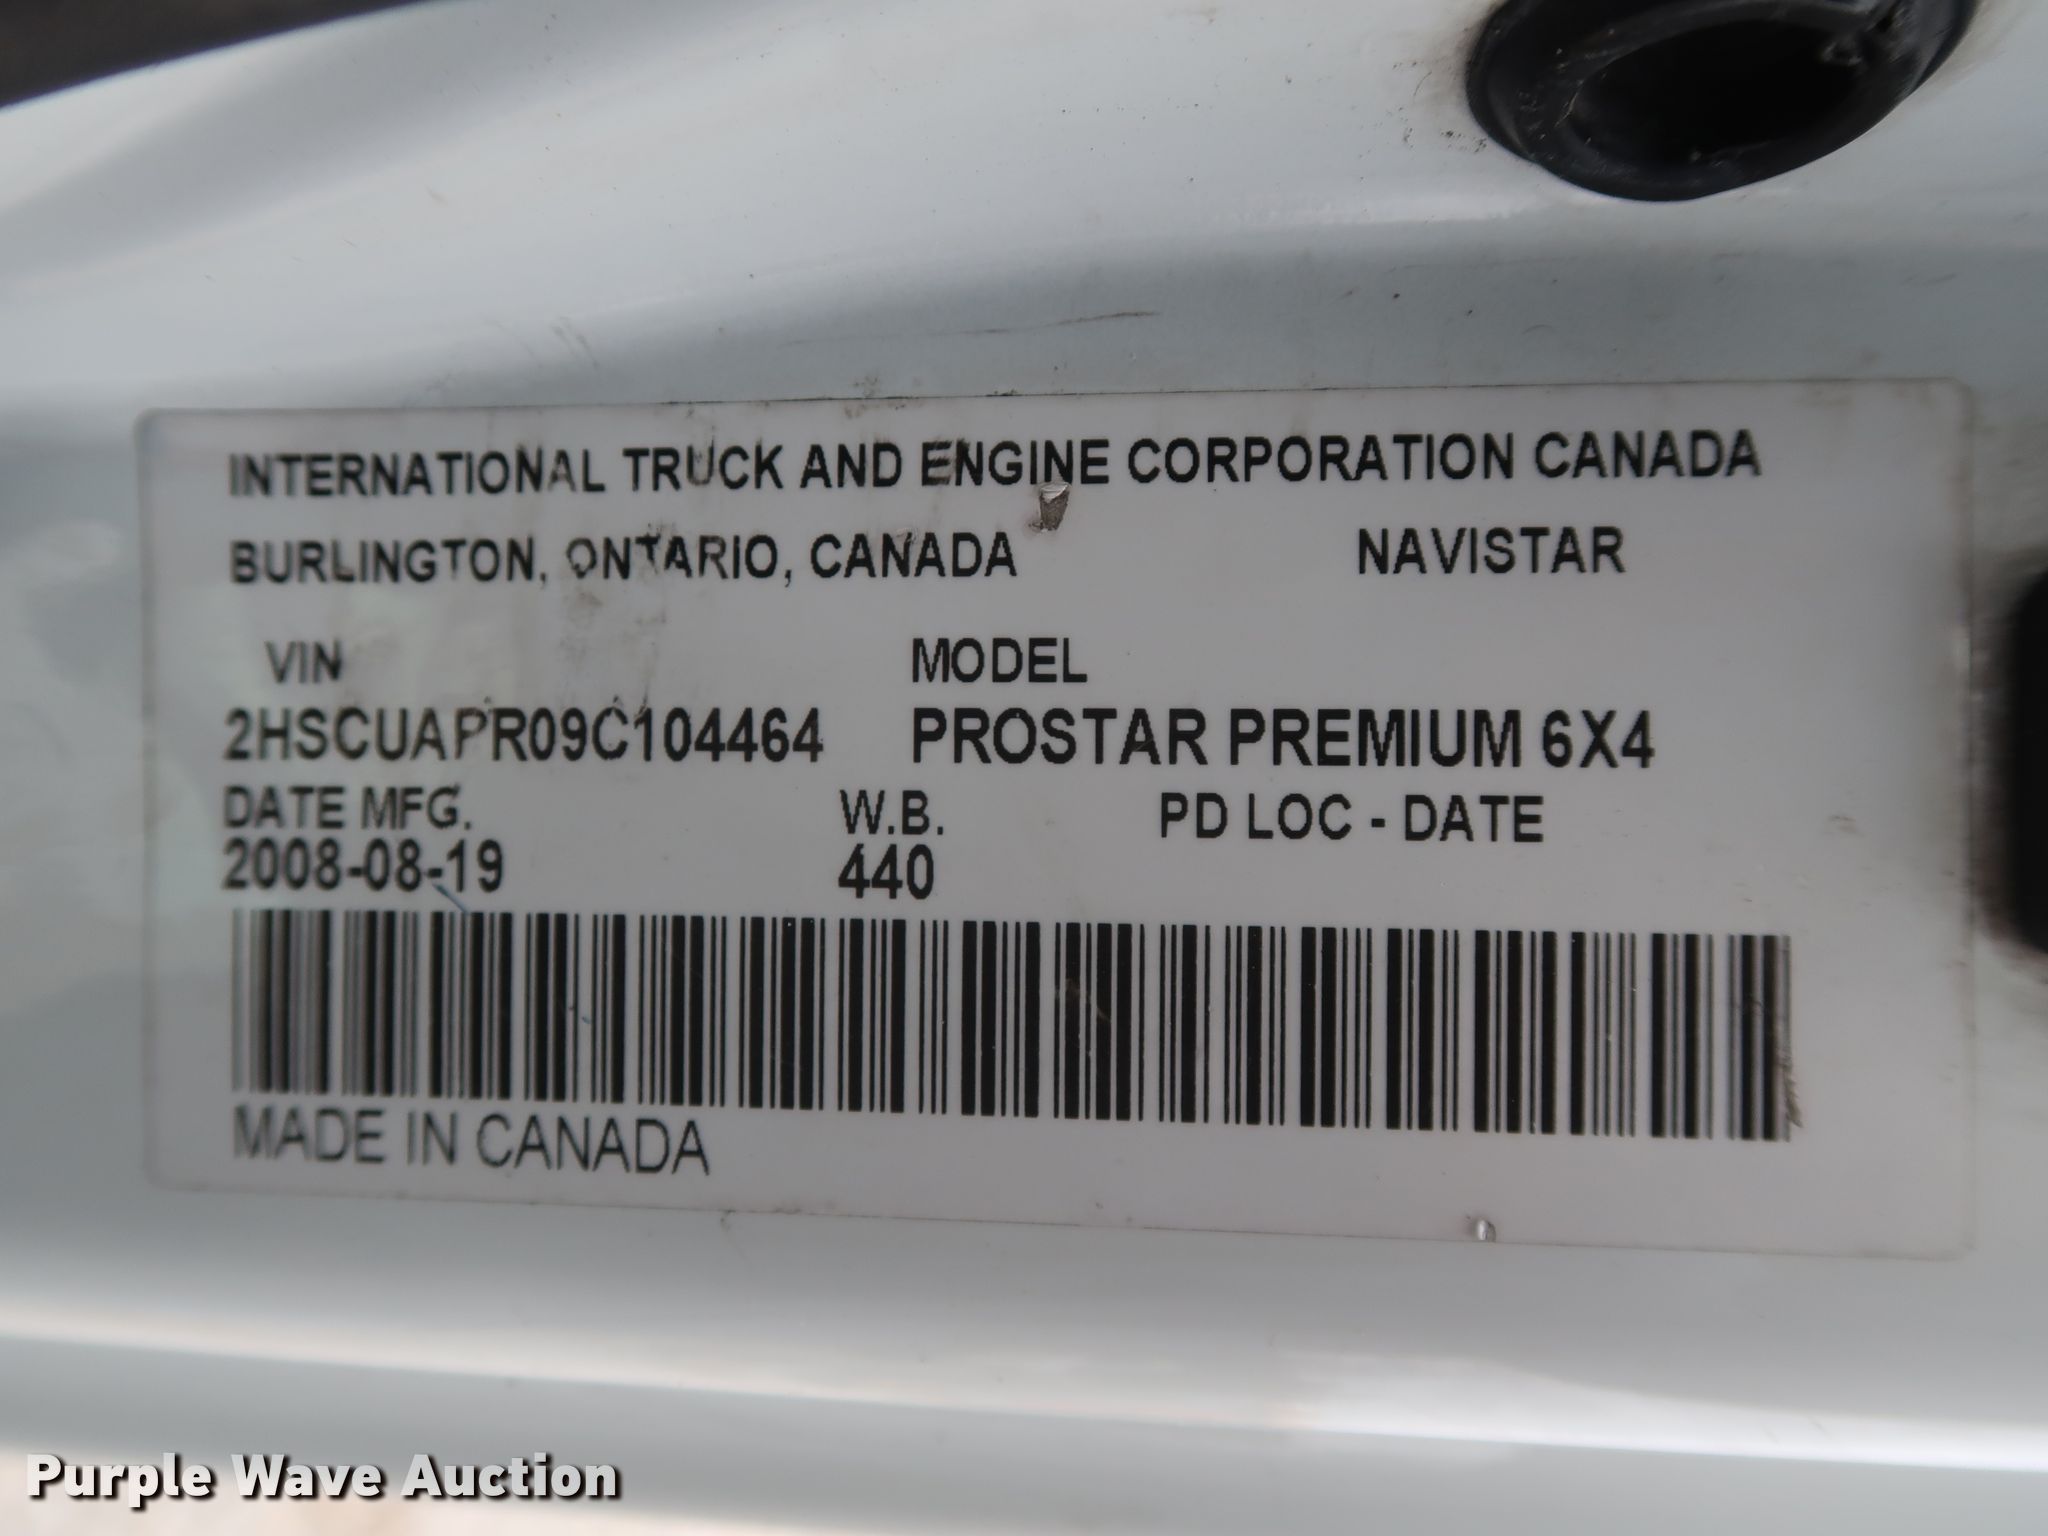 INTERNATIONAL TRUCK AND ENGINE CORPORATION CANADA
BURLINGTON, ONTARIO, CANADA NAVISTAR
VIN MODEL
2HSCUAPR09C104464 PROSTAR PREMIUM 6X4
DATE MFG. W.B. PD LOC - DATE
2008-08-19 440
MADE IN CANADA
Purple Wave Auction